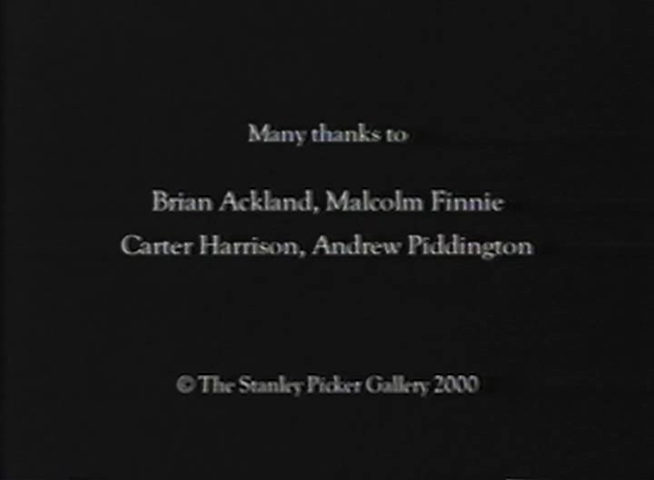 Many thanks to
Brian Ackland, Malcolm Finnie
Carter Harrison, Andrew Piddington
© The Stanley Picker Gallery 2000